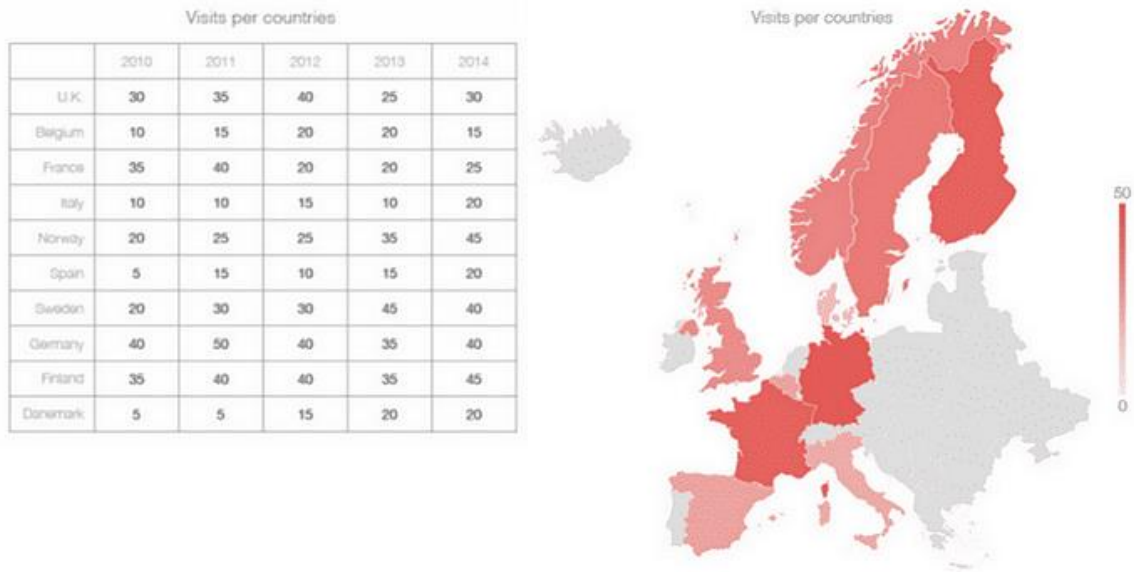 Visits per countries
2010 2011 2012 2013 2014
U.K. 30 35 40 25 30
Belgium 10 15 20 20 15
France 35 40 20 20 25
Italy 10 10 15 10 20
Norway 20 25 25 35 45
Spain 5 15 10 15 20
Sweden 20 30 30 45 40
Germany 40 50 40 35 40
Finland 35 40 40 35 45
Danemark 5 5 15 20 20
Visits per countries
50
0